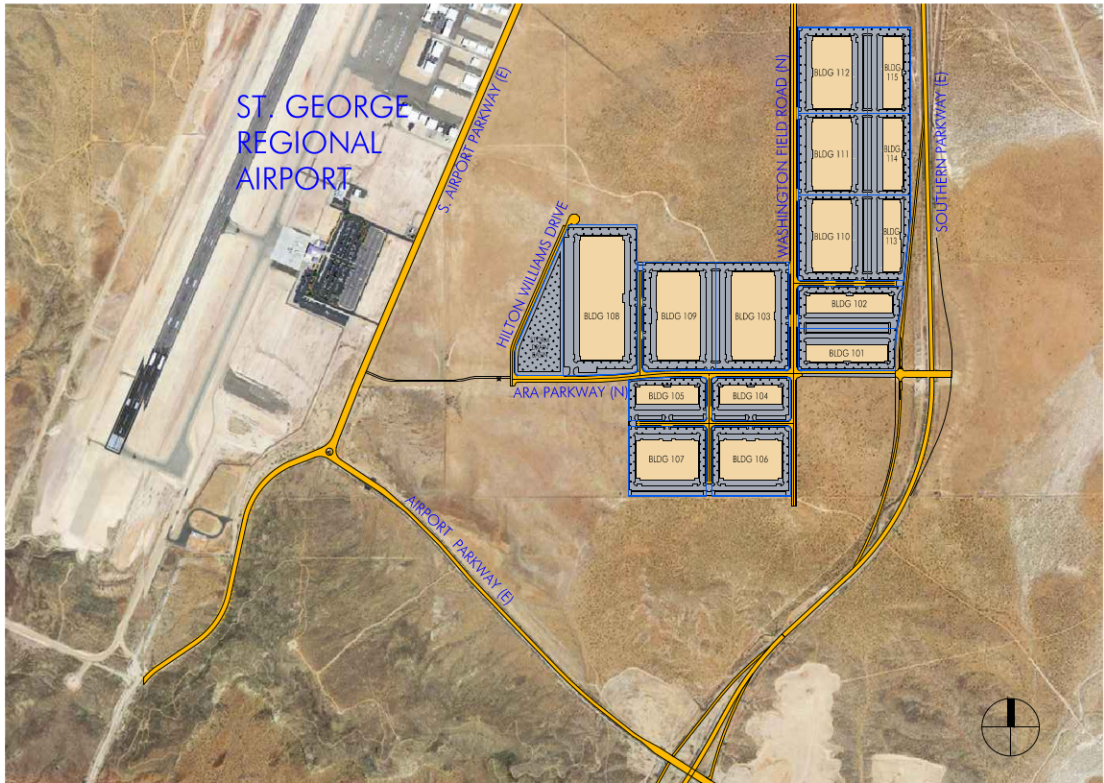 ST. GEORGE
REGIONAL
AIRPORT
S. AIRPORT PARKWAY (E)
HILTON WILLIAMS DRIVE
WASHINGTON FIELD ROAD (N)
SOUTHERN PARKWAY (E)
BLDG 112
BLDG
115
BLDG 111
BLDG
114
BLDG 110
BLDG
113
BLDG 102
BLDG 101
BLDG 108
BLDG 109
BLDG 103
ARA PARKWAY (N)
BLDG 105
BLDG 104
BLDG 107
BLDG 106
AIRPORT PARKWAY (E)